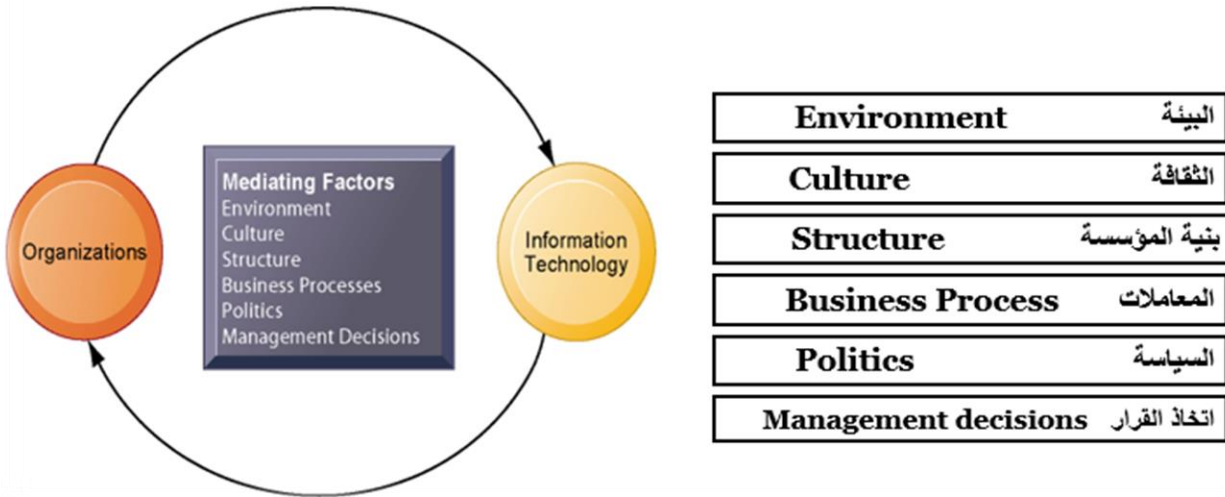 Organizations
Mediating Factors
Environment
Culture
Structure
Business Processes
Politics
Management Decisions
Information
Technology
Environment البيئة
Culture الثقافة
Structure بنية المؤسسة
Business Process المعاملات
Politics السياسة
Management decisions اتخاذ القرار